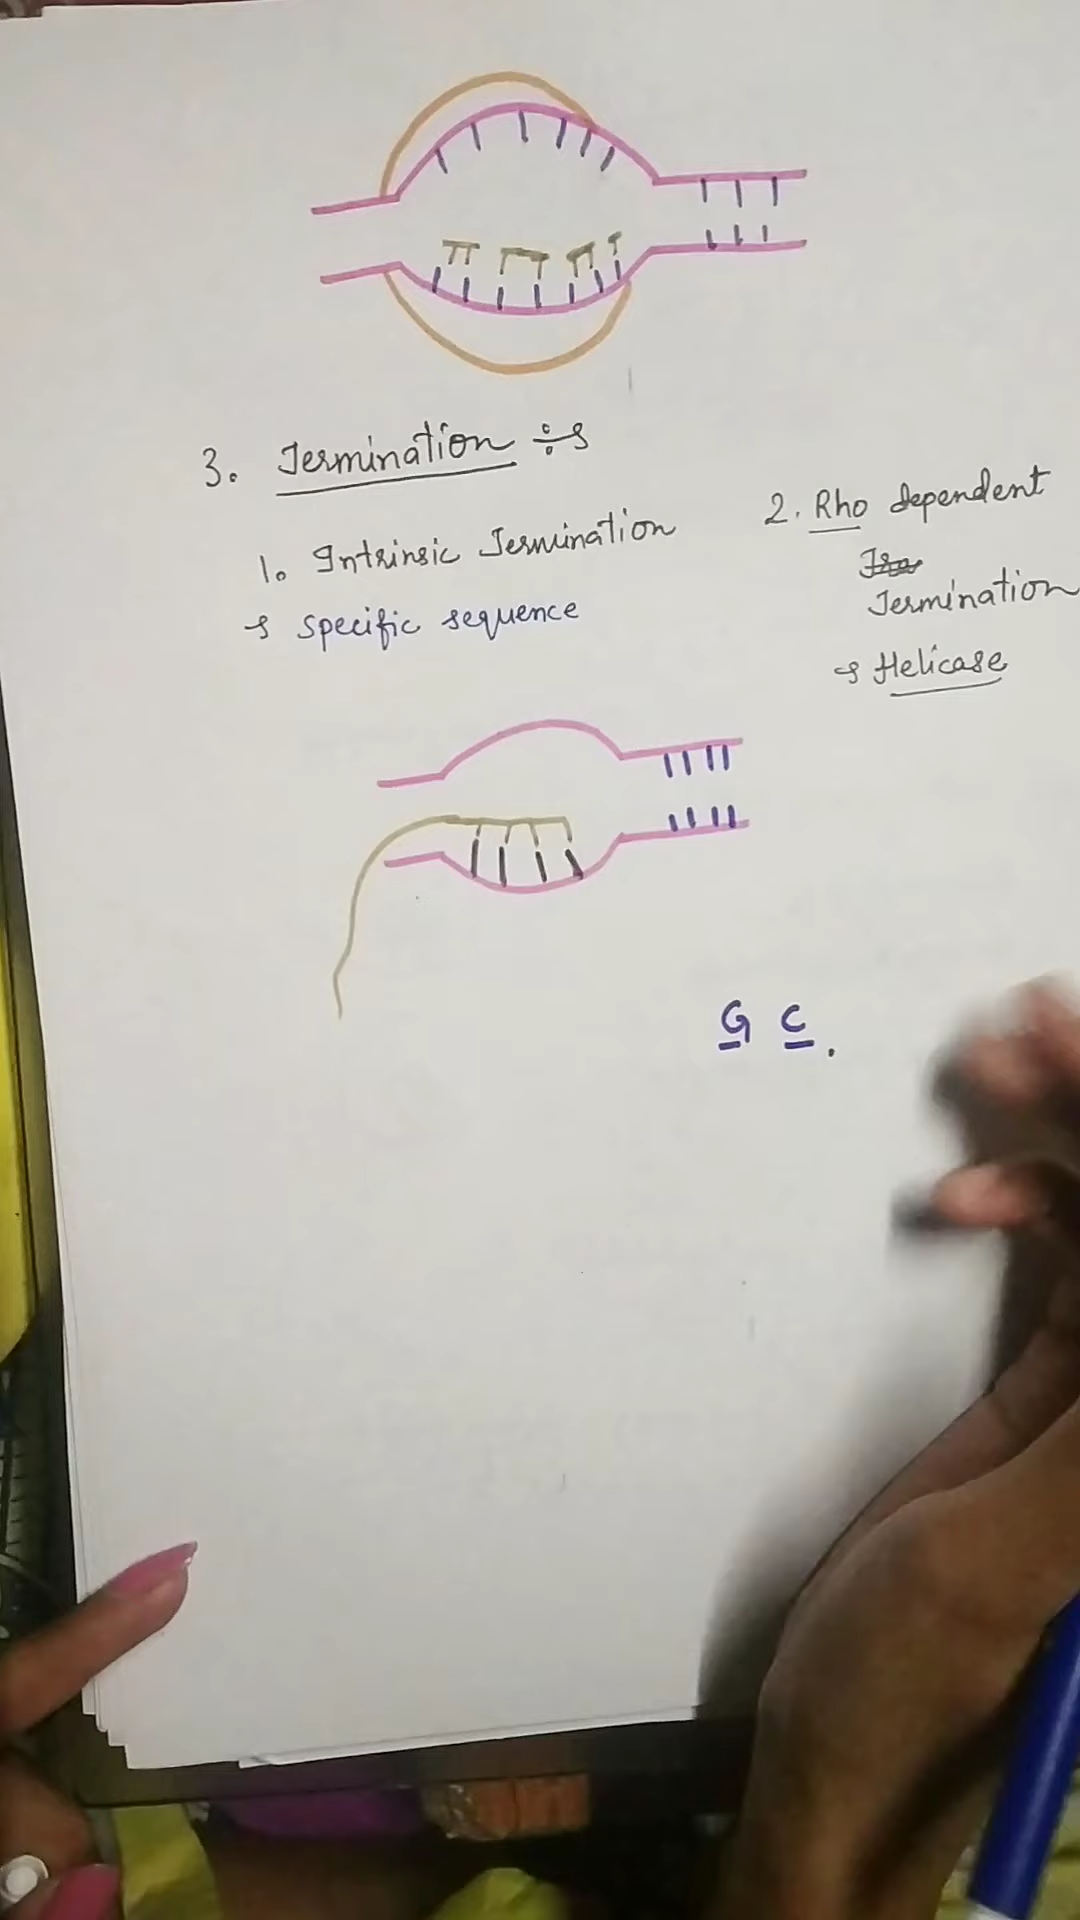 3. Termination
1. Intrinsic Termination
Specific sequence
2. Rho dependent
Termination
Helicase
G C.